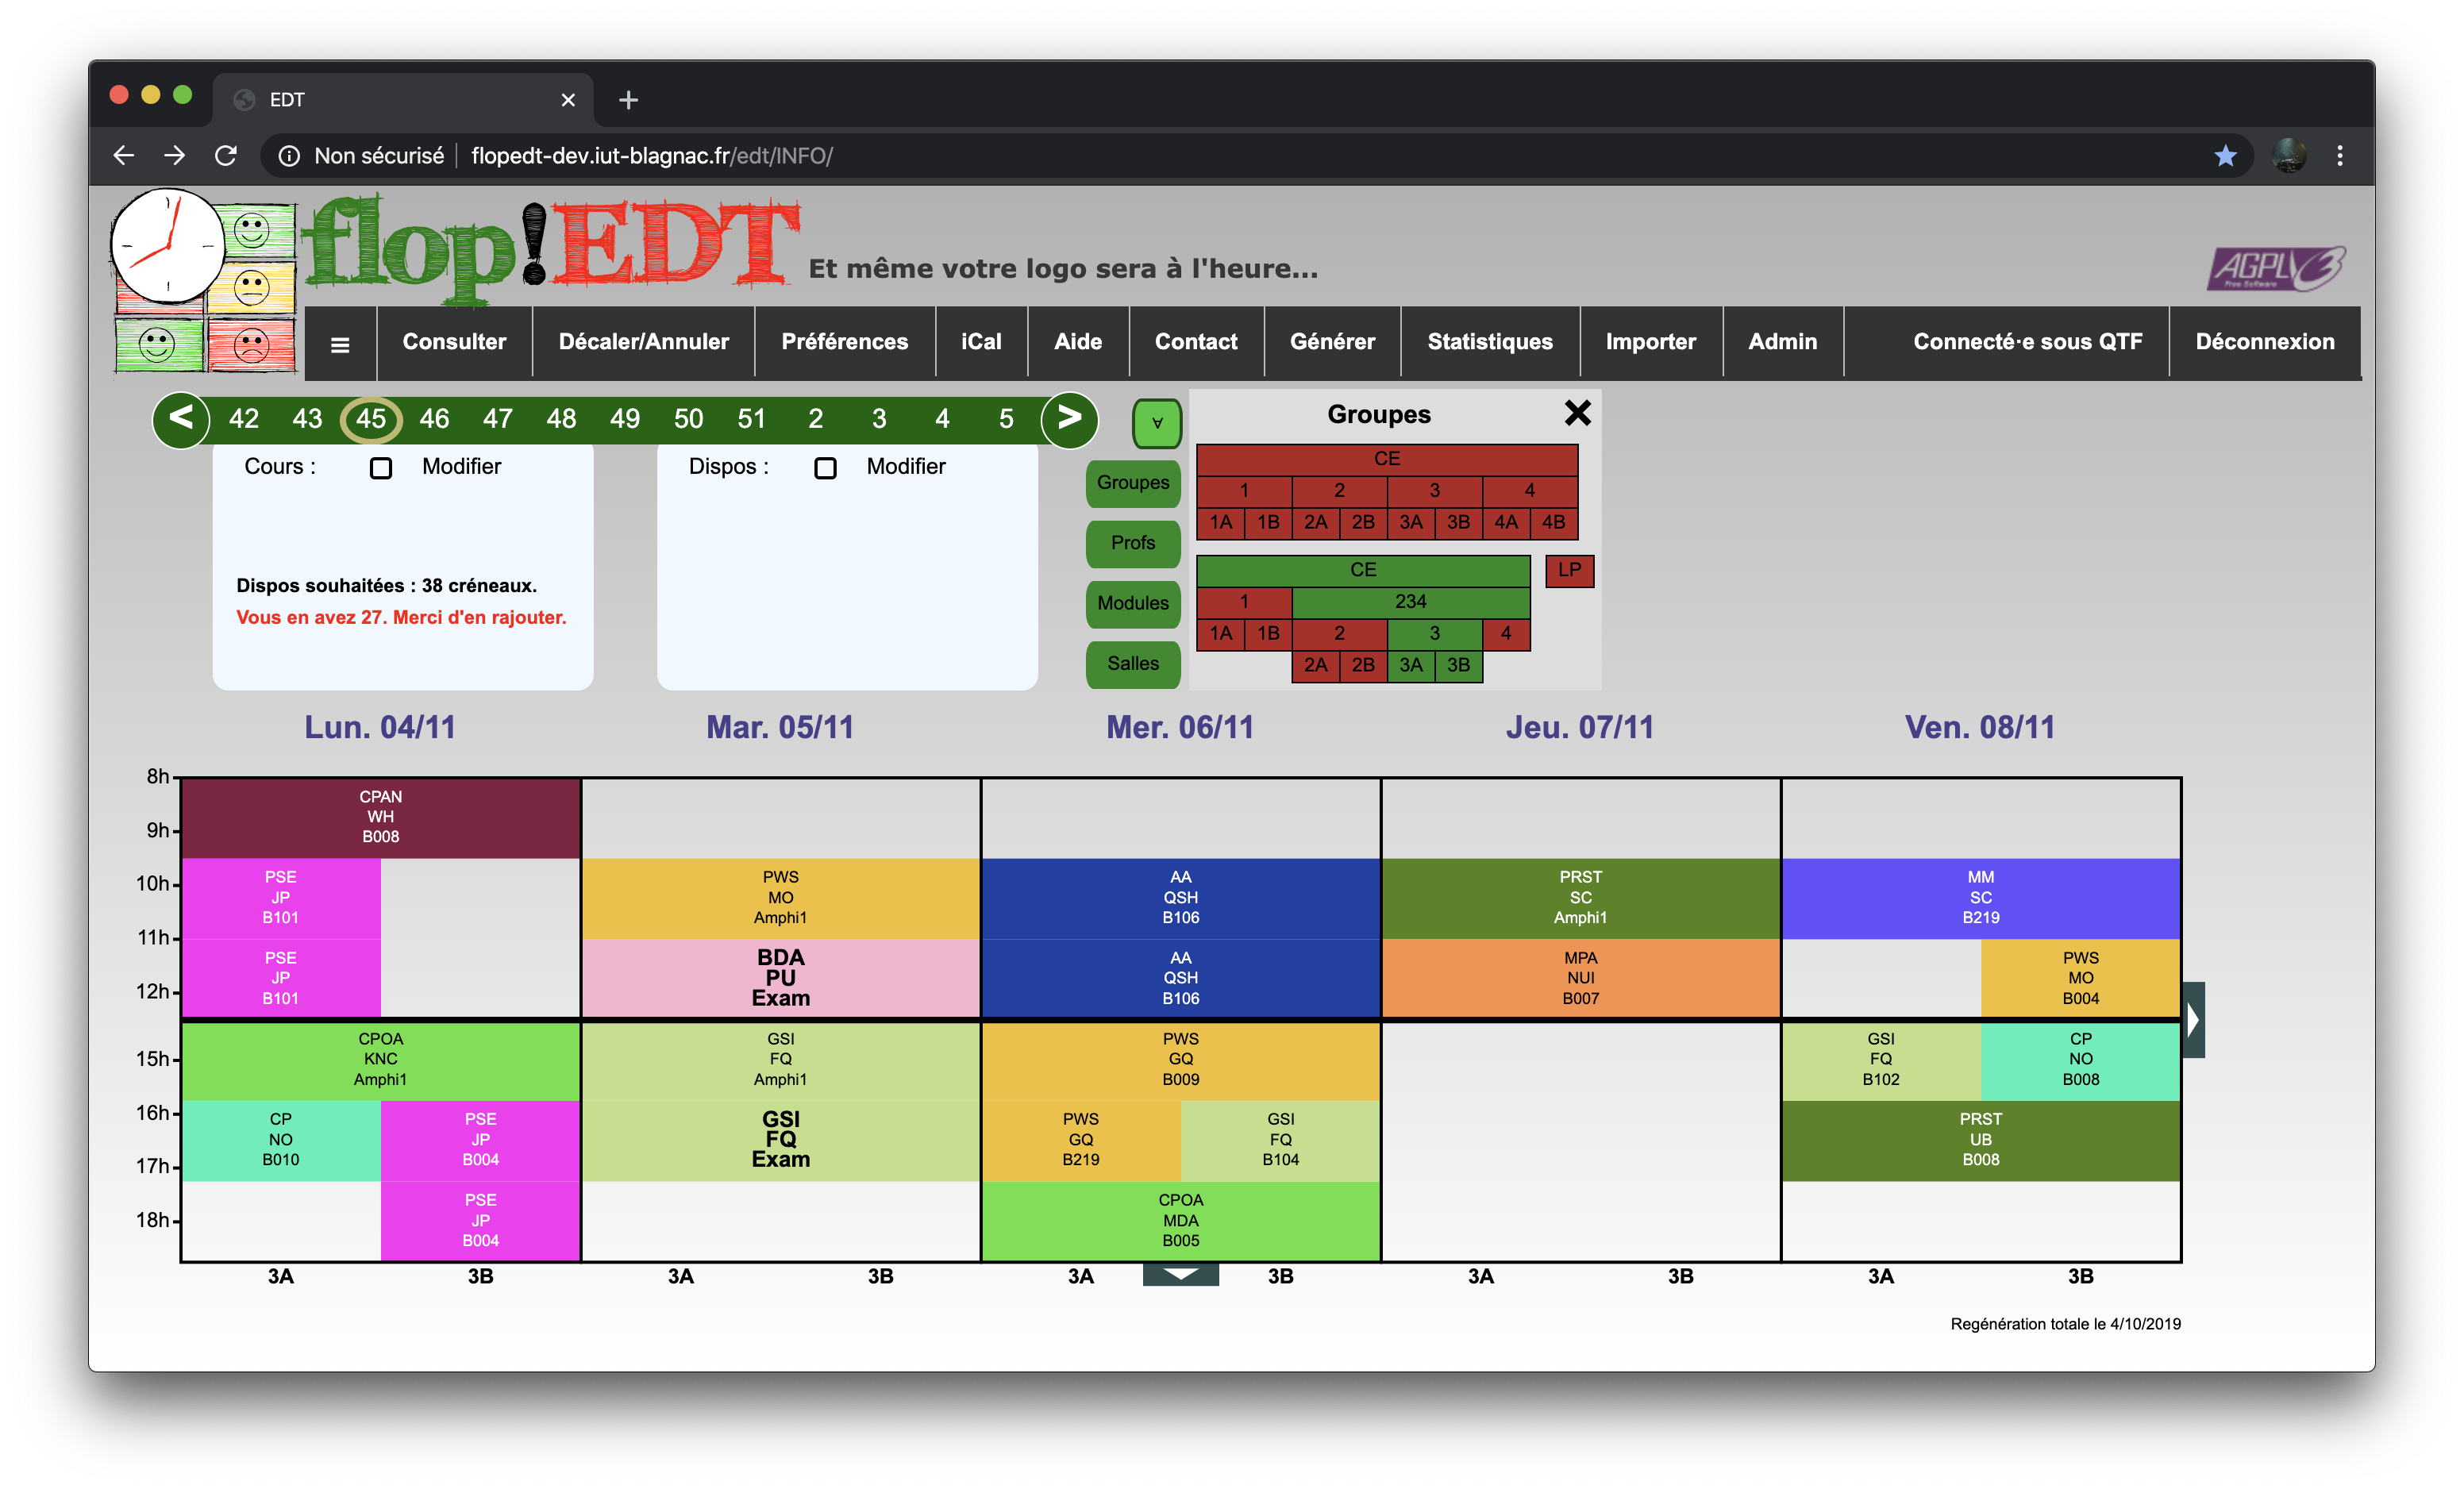 EDT
Non sécurisé
flopedt-dev.iut-blagnac.fr/edt/INFO/
flop!EDT
Et même votre logo sera à l'heure...
AGPLv3
Free Software
Consulter Décaler/Annuler Préférences iCal Aide Contact Générer Statistiques Importer Admin Connecté·e sous QTF Déconnexion
< 42 43 45 46 47 48 49 50 51 2 3 4 5 >
∀
Cours : Modifier
Dispos souhaitées : 38 créneaux.
Vous en avez 27. Merci d'en rajouter.
Dispos : Modifier
Groupes
Profs
Modules
Salles
Groupes
CE
1 2 3 4
1A 1B 2A 2B 3A 3B 4A 4B
CE LP
1 234
1A 1B 2 3 4
2A 2B 3A 3B
Lun. 04/11 Mar. 05/11 Mer. 06/11 Jeu. 07/11 Ven. 08/11
8h
CPAN
WH
B008
9h
PSE
JP
B101
PWS
MO
Amphi1
AA
QSH
B106
PRST
SC
Amphi1
MM
SC
B219
10h
11h
PSE
JP
B101
BDA
PU
Exam
AA
QSH
B106
MPA
NUI
B007
PWS
MO
B004
12h
CPOA
KNC
Amphi1
GSI
FQ
Amphi1
PWS
GQ
B009
GSI
FQ
B102
CP
NO
B008
15h
16h
CP
NO
B010
PSE
JP
B004
GSI
FQ
Exam
PWS
GQ
B219
GSI
FQ
B104
PRST
UB
B008
17h
PSE
JP
B004
CPOA
MDA
B005
18h
3A 3B 3A 3B 3A 3B 3A 3B 3A 3B
Regénération totale le 4/10/2019